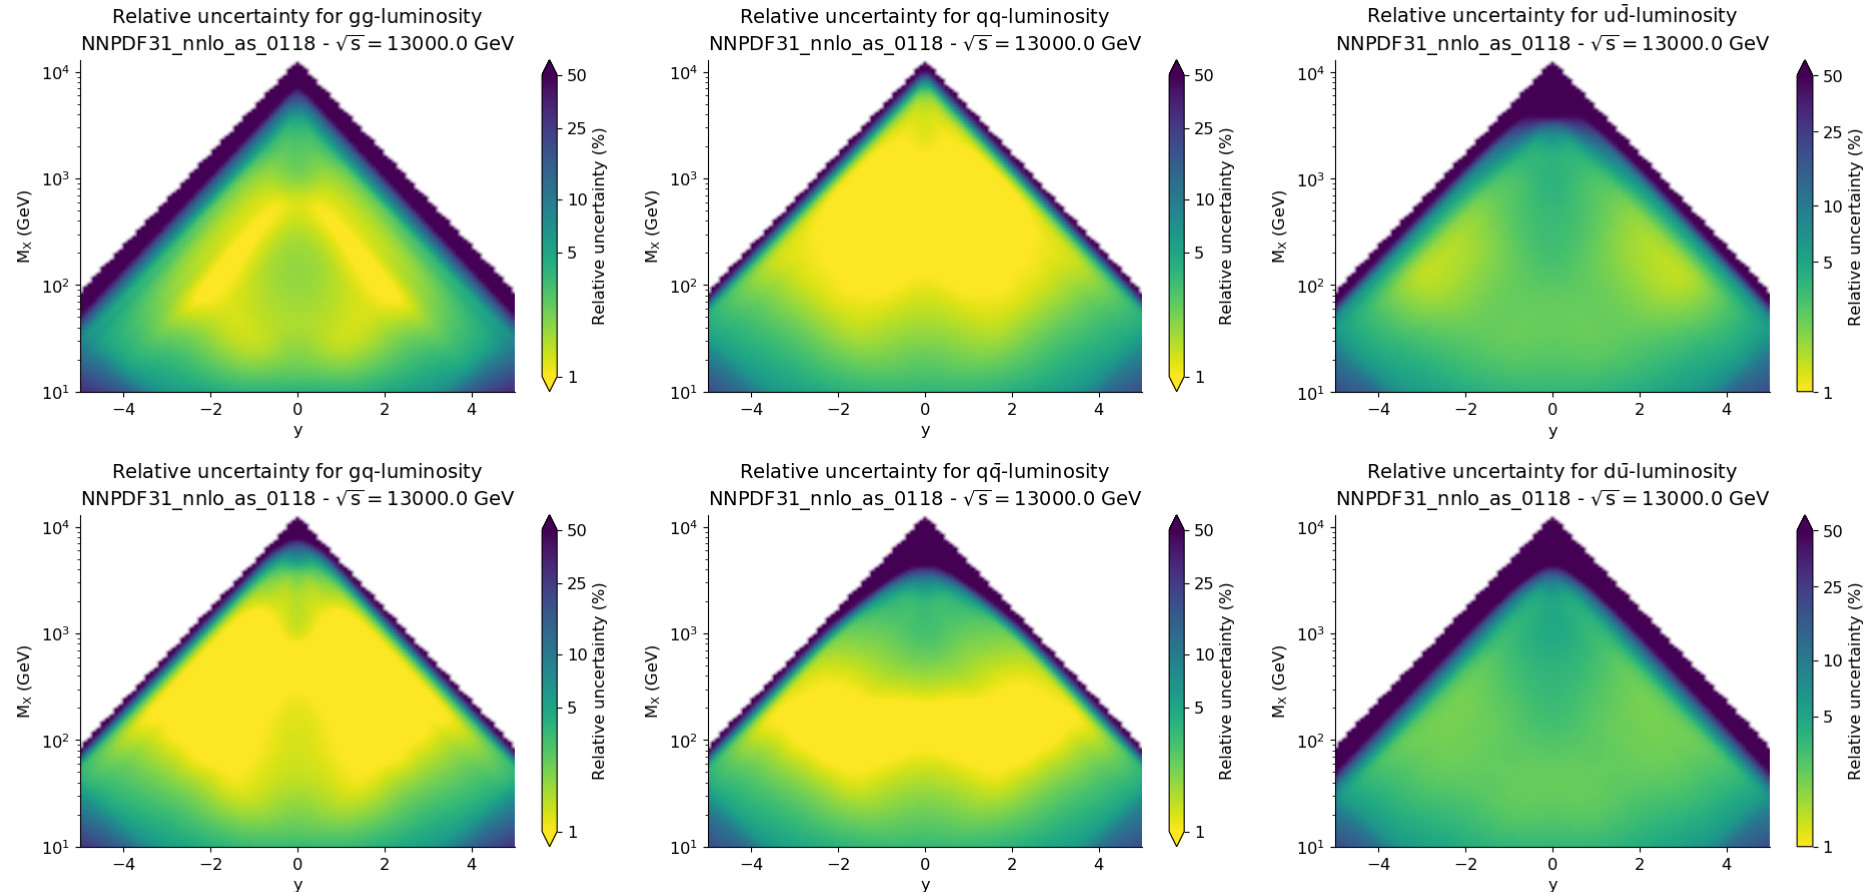 Relative uncertainty for gg-luminosity
NNPDF31_nnlo_as_0118 - √s = 13000.0 GeV
10⁴
10³
10²
10¹
M_X (GeV)
−4 −2 0 2 4
y
50
25
10
5
1
Relative uncertainty (%)
Relative uncertainty for qq-luminosity
NNPDF31_nnlo_as_0118 - √s = 13000.0 GeV
10⁴
10³
10²
10¹
M_X (GeV)
−4 −2 0 2 4
y
50
25
10
5
1
Relative uncertainty (%)
Relative uncertainty for ud̄-luminosity
NNPDF31_nnlo_as_0118 - √s = 13000.0 GeV
10⁴
10³
10²
10¹
M_X (GeV)
−4 −2 0 2 4
y
50
25
10
5
1
Relative uncertainty (%)
Relative uncertainty for gq-luminosity
NNPDF31_nnlo_as_0118 - √s = 13000.0 GeV
10⁴
10³
10²
10¹
M_X (GeV)
−4 −2 0 2 4
y
50
25
10
5
1
Relative uncertainty (%)
Relative uncertainty for qq̄-luminosity
NNPDF31_nnlo_as_0118 - √s = 13000.0 GeV
10⁴
10³
10²
10¹
M_X (GeV)
−4 −2 0 2 4
y
50
25
10
5
1
Relative uncertainty (%)
Relative uncertainty for dū-luminosity
NNPDF31_nnlo_as_0118 - √s = 13000.0 GeV
10⁴
10³
10²
10¹
M_X (GeV)
−4 −2 0 2 4
y
50
25
10
5
1
Relative uncertainty (%)